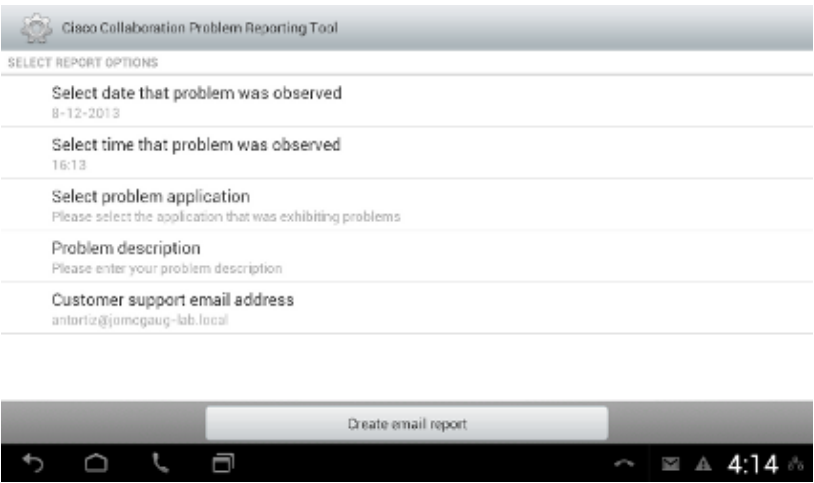 Cisco Collaboration Problem Reporting Tool
SELECT REPORT OPTIONS
Select date that problem was observed
8-12-2013
Select time that problem was observed
16:13
Select problem application
Please select the application that was exhibiting problems
Problem description
Please enter your problem description
Customer support email address
antortiz@jomcgaug-lab.local
Create email report
4:14